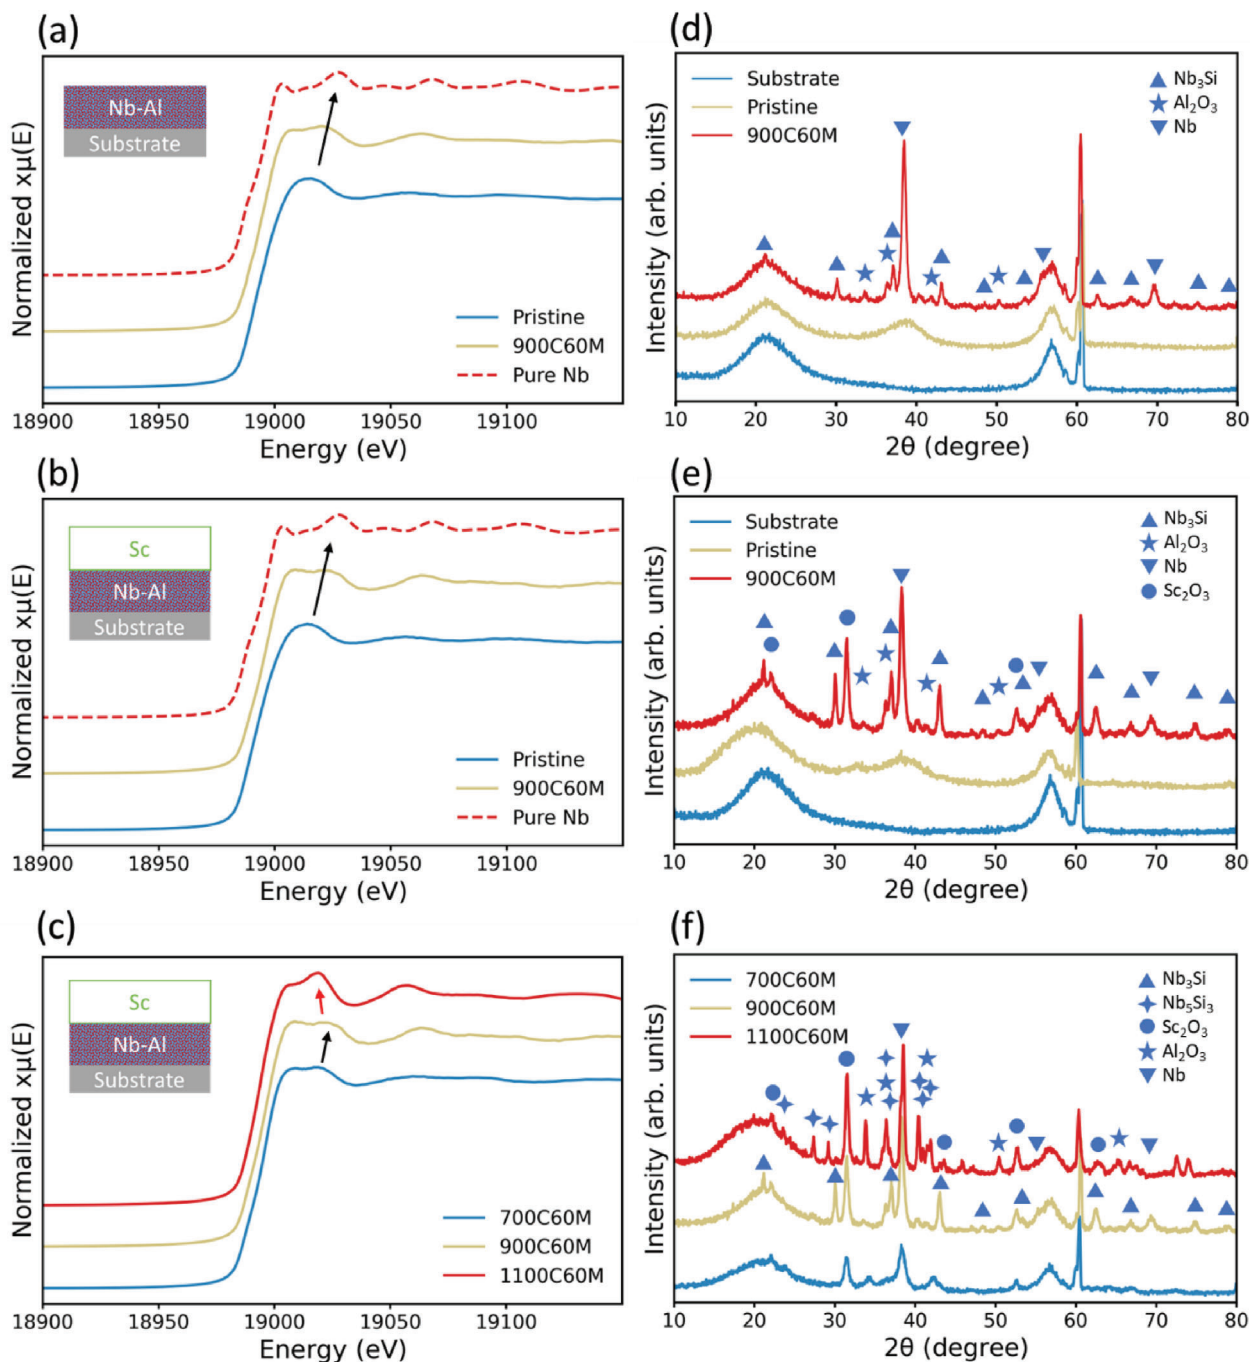 (a)
Normalized xμ(E)
Nb-Al
Substrate
Pristine
900C60M
Pure Nb
18900 18950 19000 19050 19100
Energy (eV)
(d)
Intensity (arb. units)
Substrate
Pristine
900C60M
Nb₃Si
Al₂O₃
Nb
10 20 30 40 50 60 70 80
2θ (degree)
(b)
Normalized xμ(E)
Sc
Nb-Al
Substrate
Pristine
900C60M
Pure Nb
18900 18950 19000 19050 19100
Energy (eV)
(e)
Intensity (arb. units)
Substrate
Pristine
900C60M
Nb₃Si
Al₂O₃
Nb
Sc₂O₃
10 20 30 40 50 60 70 80
2θ (degree)
(c)
Normalized xμ(E)
Sc
Nb-Al
Substrate
700C60M
900C60M
1100C60M
18900 18950 19000 19050 19100
Energy (eV)
(f)
Intensity (arb. units)
700C60M
900C60M
1100C60M
Nb₃Si
Nb₅Si₃
Sc₂O₃
Al₂O₃
Nb
10 20 30 40 50 60 70 80
2θ (degree)